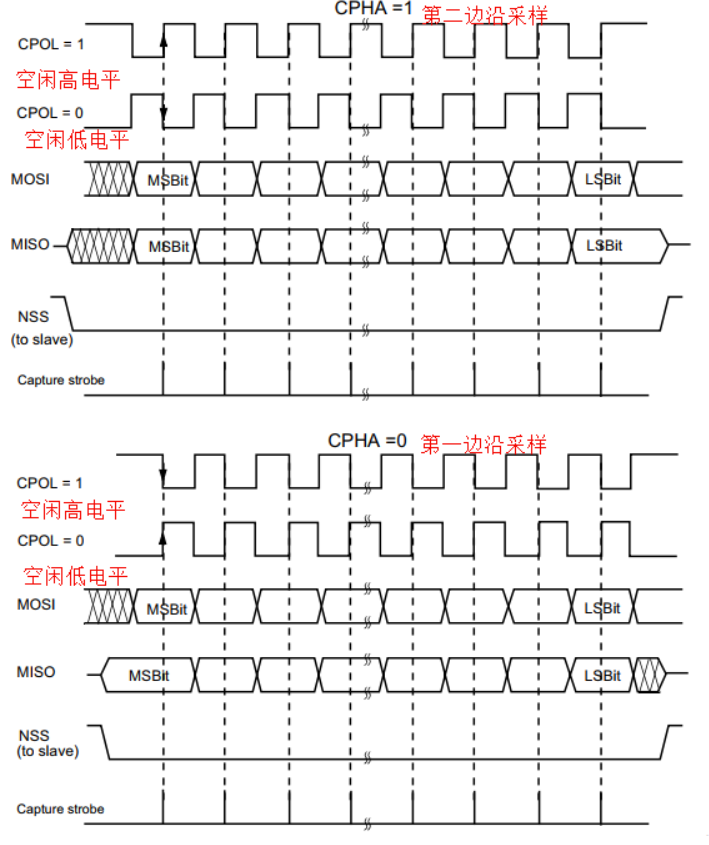 CPHA =1 第二边沿采样
CPOL = 1
空闲高电平
CPOL = 0
空闲低电平
MOSI MSBit LSBit
MISO MSBit LSBit
NSS
(to slave)
Capture strobe
CPHA =0 第一边沿采样
CPOL = 1
空闲高电平
CPOL = 0
空闲低电平
MOSI MSBit LSBit
MISO MSBit LSBit
NSS
(to slave)
Capture strobe